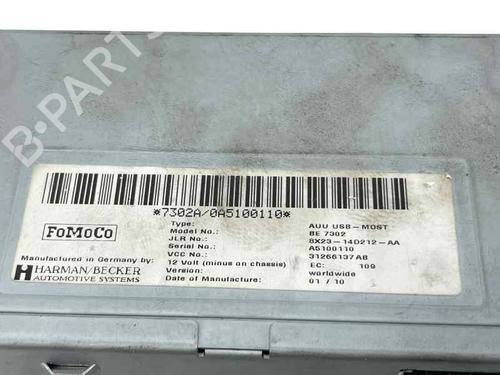 B-PARTS
*7302A/0A5100110*
FoMoCo
Type: AUU USB-MOST
Model No.: BE 7302
JLR No.: 8X23-14D212-AA
Serial No.: A5100110
Manufactured in Germany by: VCC No.: 31266137AB
HARMAN/BECKER 12 Volt (minus on chassis) EC: 109
AUTOMOTIVE SYSTEMS Version: worldwide
Date of Manufacture: 01 / 10